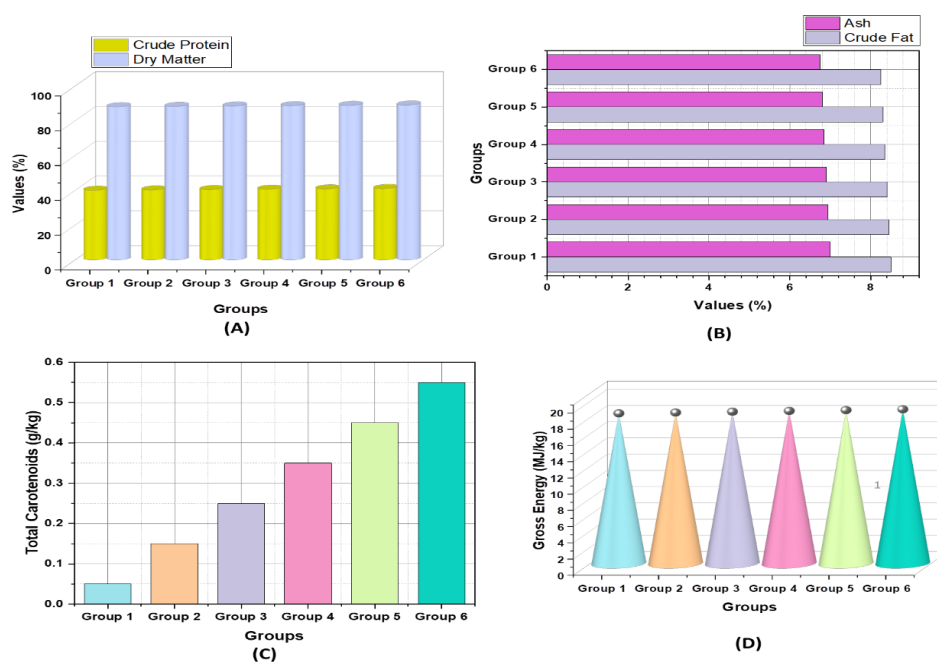 Crude Protein
Dry Matter
100
80
60
40
20
0
Values (%)
Group 1 Group 2 Group 3 Group 4 Group 5 Group 6
Groups
(A)
Ash
Crude Fat
Group 6
Group 5
Group 4
Group 3
Group 2
Group 1
Groups
0 2 4 6 8
Values (%)
(B)
0.6
0.5
0.4
0.3
0.2
0.1
0.0
Total Carotenoids (g/kg)
Group 1 Group 2 Group 3 Group 4 Group 5 Group 6
Groups
(C)
20
18
16
14
12
10
8
6
4
2
0
Gross Energy (MJ/kg)
1
Group 1 Group 2 Group 3 Group 4 Group 5 Group 6
Groups
(D)